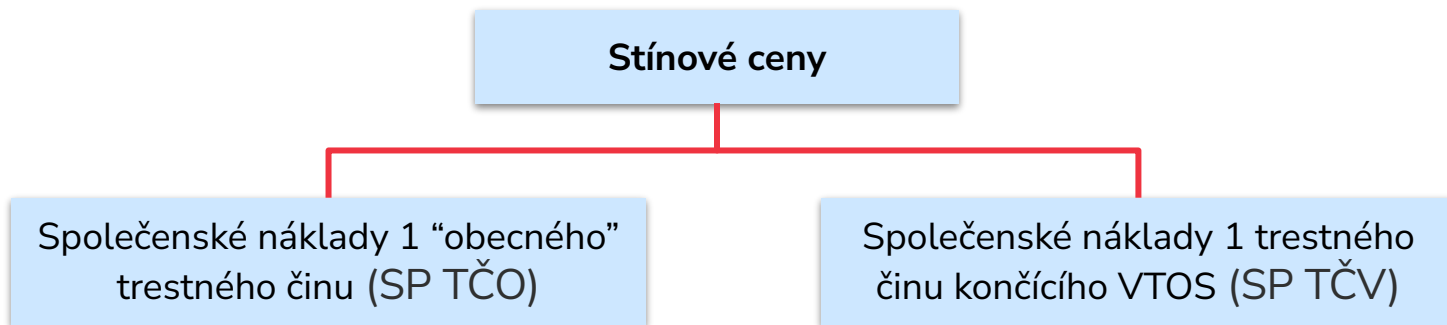 Stínové ceny
Společenské náklady 1 “obecného”
trestného činu (SP TČO)
Společenské náklady 1 trestného
činu končícího VTOS (SP TČV)